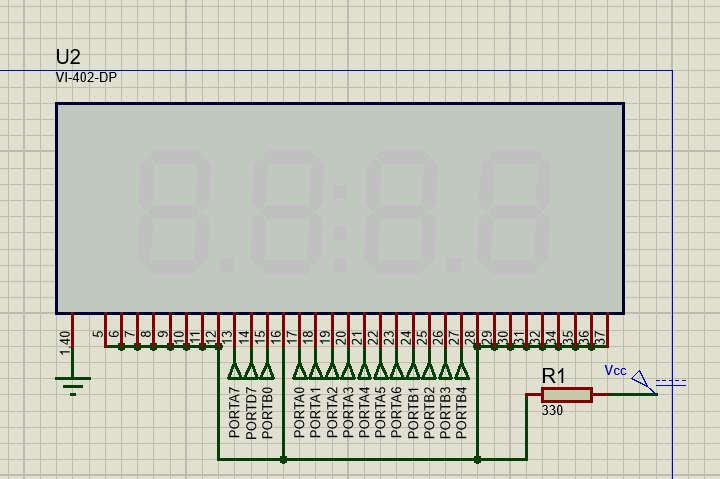 U2
VI-402-DP
1,40
5
6
7
8
9
10
11
12
13
14
15
16
17
18
19
20
21
22
23
24
25
26
27
28
29
30
31
32
34
35
36
37
PORTA7
PORTD7
PORTB0
PORTA0
PORTA1
PORTA2
PORTA3
PORTA4
PORTA5
PORTA6
PORTB1
PORTB2
PORTB3
PORTB4
R1
330
Vcc